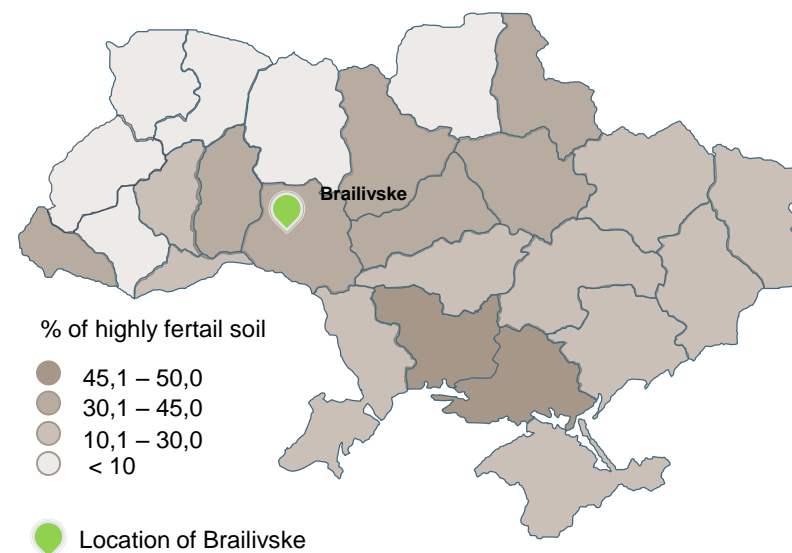 Brailivske
% of highly fertail soil
45,1 – 50,0
30,1 – 45,0
10,1 – 30,0
< 10
Location of Brailivske